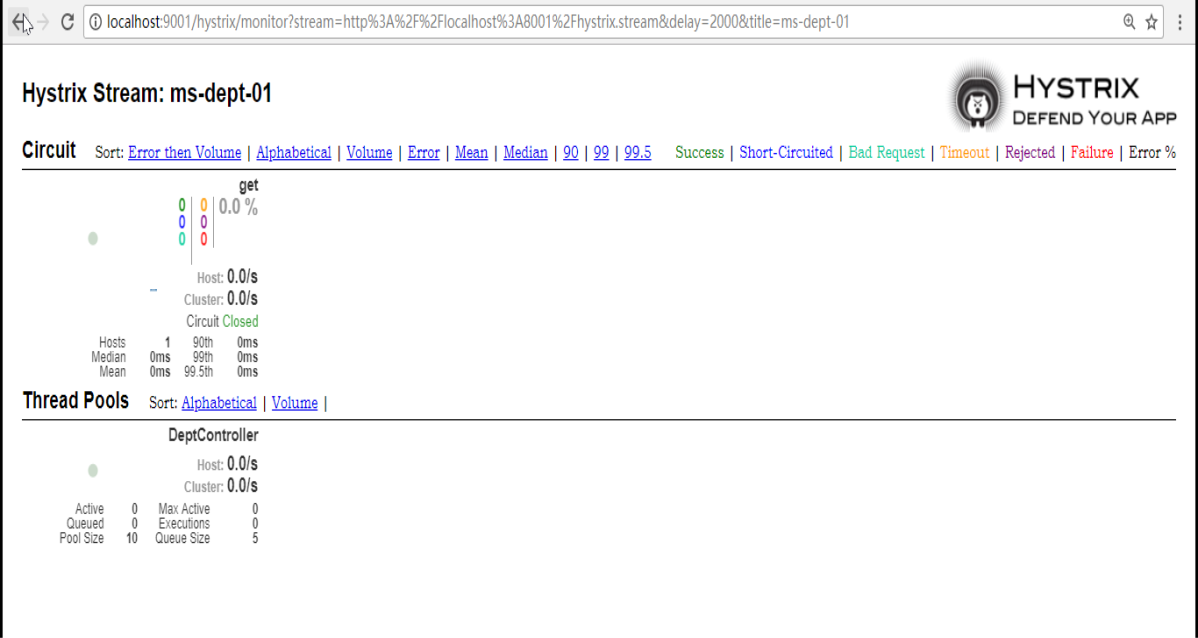 localhost:9001/hystrix/monitor?stream=http%3A%2F%2Flocalhost%3A8001%2Fhystrix.stream&delay=2000&title=ms-dept-01
Hystrix Stream: ms-dept-01
HYSTRIX
DEFEND YOUR APP
Circuit Sort: Error then Volume | Alphabetical | Volume | Error | Mean | Median | 90 | 99 | 99.5 Success | Short-Circuited | Bad Request | Timeout | Rejected | Failure | Error %
get
0 0 0.0 %
0 0
0 0
Host: 0.0/s
Cluster: 0.0/s
Circuit Closed
Hosts 1 90th 0ms
Median 0ms 99th 0ms
Mean 0ms 99.5th 0ms
Thread Pools Sort: Alphabetical | Volume |
DeptController
Host: 0.0/s
Cluster: 0.0/s
Active 0 Max Active 0
Queued 0 Executions 0
Pool Size 10 Queue Size 5